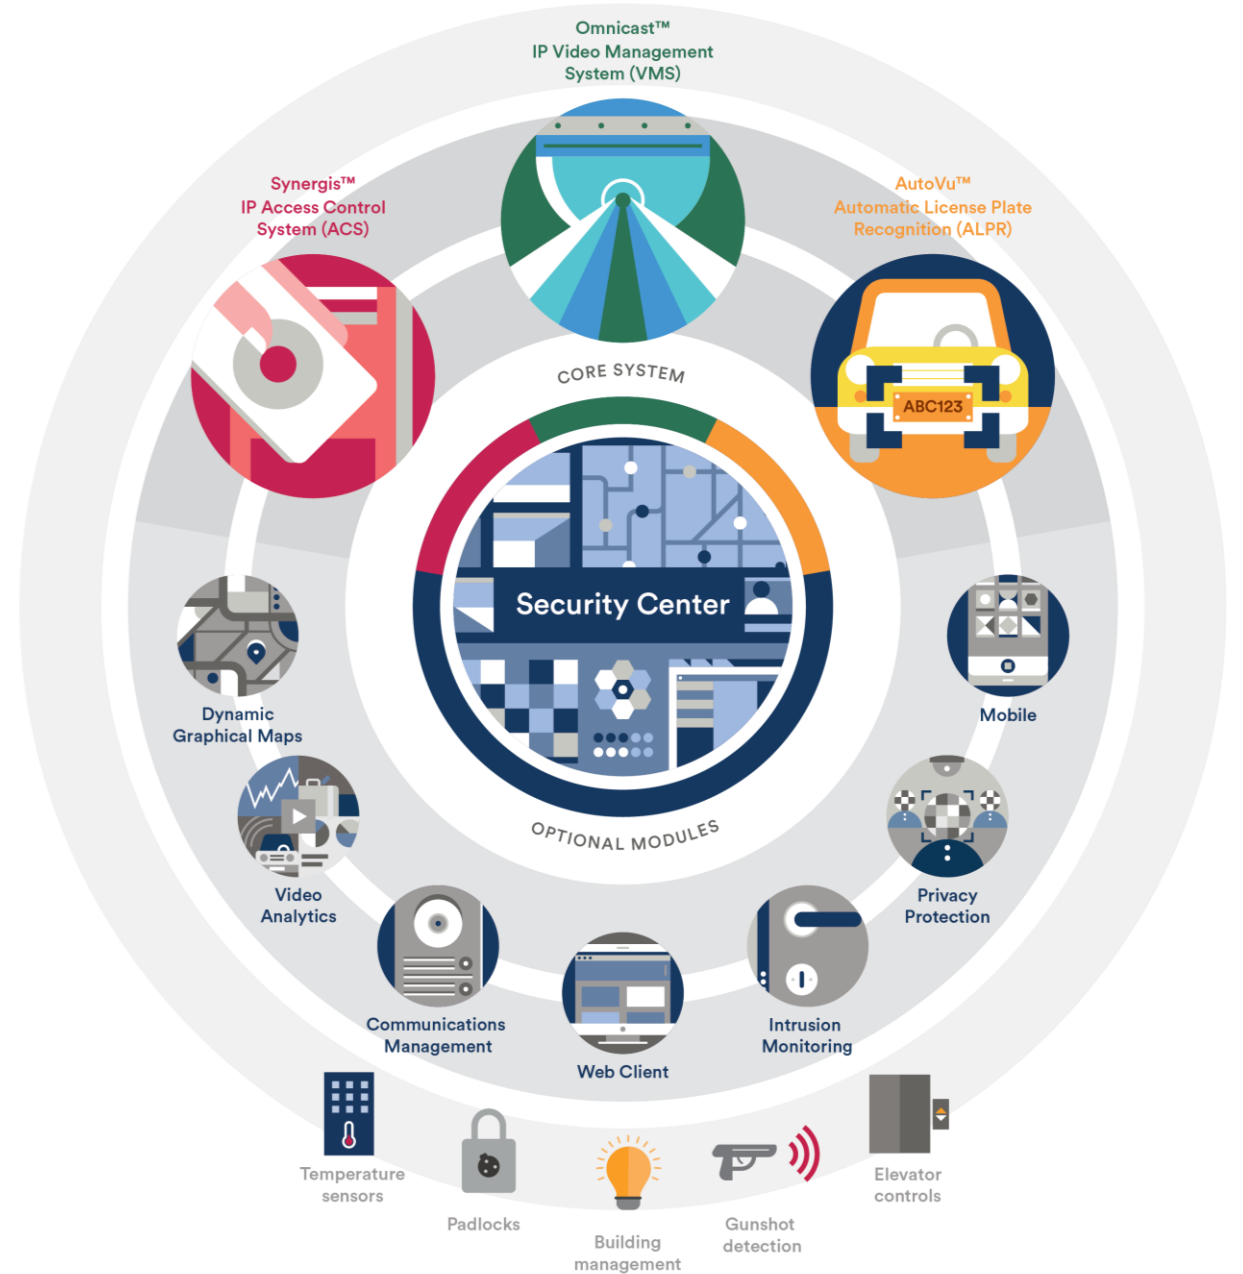 Omnicast™
IP Video Management
System (VMS)
Synergis™
IP Access Control
System (ACS)
AutoVu™
Automatic License Plate
Recognition (ALPR)
CORE SYSTEM
ABC123
Security Center
Dynamic
Graphical Maps
Mobile
OPTIONAL MODULES
Video
Analytics
Privacy
Protection
Communications
Management
Intrusion
Monitoring
Web Client
Temperature
sensors
Padlocks
Building
management
Gunshot
detection
Elevator
controls